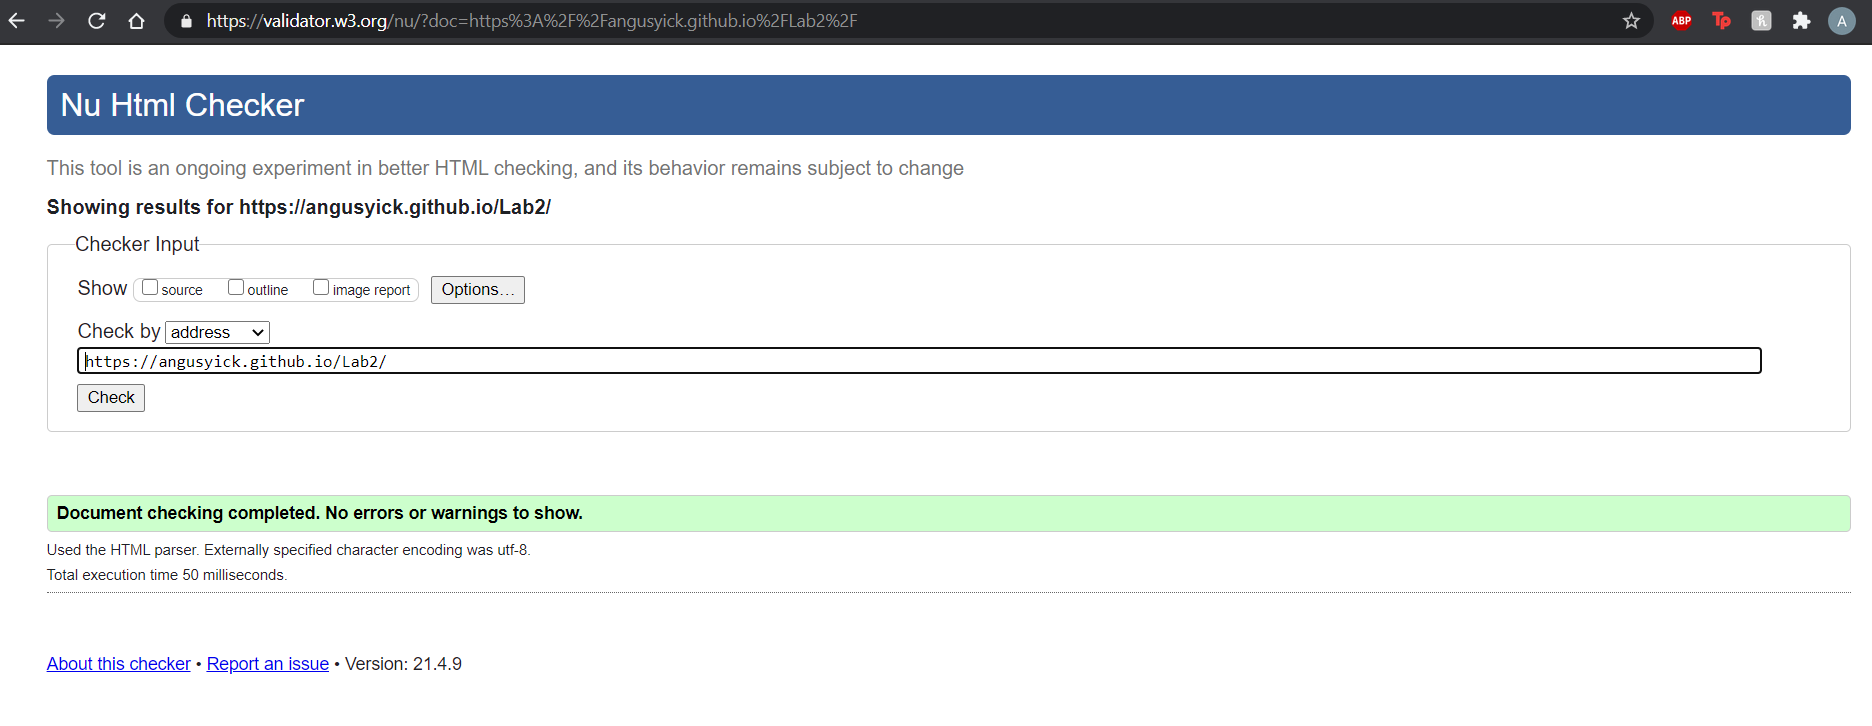 https://validator.w3.org/nu/?doc=https%3A%2F%2Fangusyick.github.io%2FLab2%2F
ABP
Tp
h
A
Nu Html Checker
This tool is an ongoing experiment in better HTML checking, and its behavior remains subject to change
Showing results for https://angusyick.github.io/Lab2/
Checker Input
Show source outline image report Options...
Check by address
https://angusyick.github.io/Lab2/
Check
Document checking completed. No errors or warnings to show.
Used the HTML parser. Externally specified character encoding was utf-8.
Total execution time 50 milliseconds.
About this checker • Report an issue • Version: 21.4.9